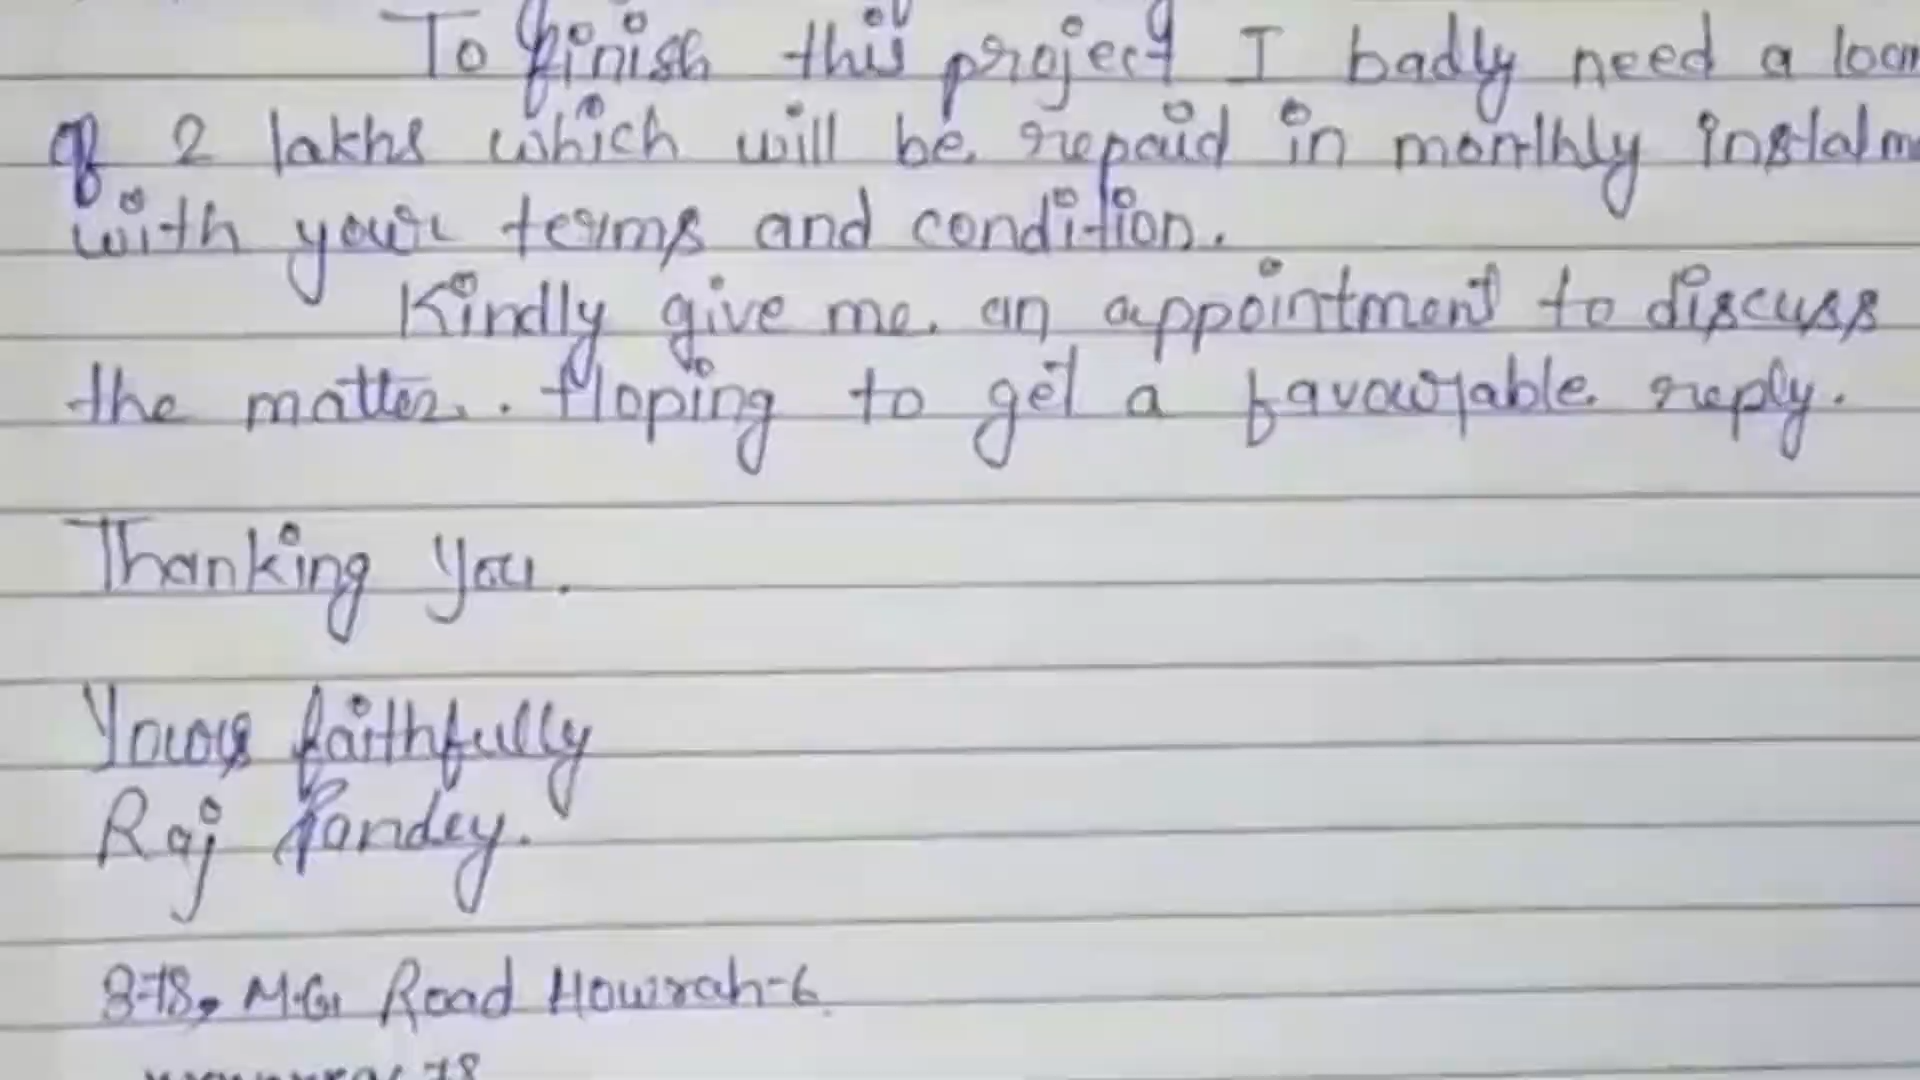 To finish this project I badly need a loan
of 2 lakhs which will be repaid in monthly instalm
with your terms and condition.
Kindly give me an appointment to discuss
the matter. Hoping to get a favourable reply.
Thanking you.
Yours faithfully
Raj Pandey.
M.G. Road Howrah-6